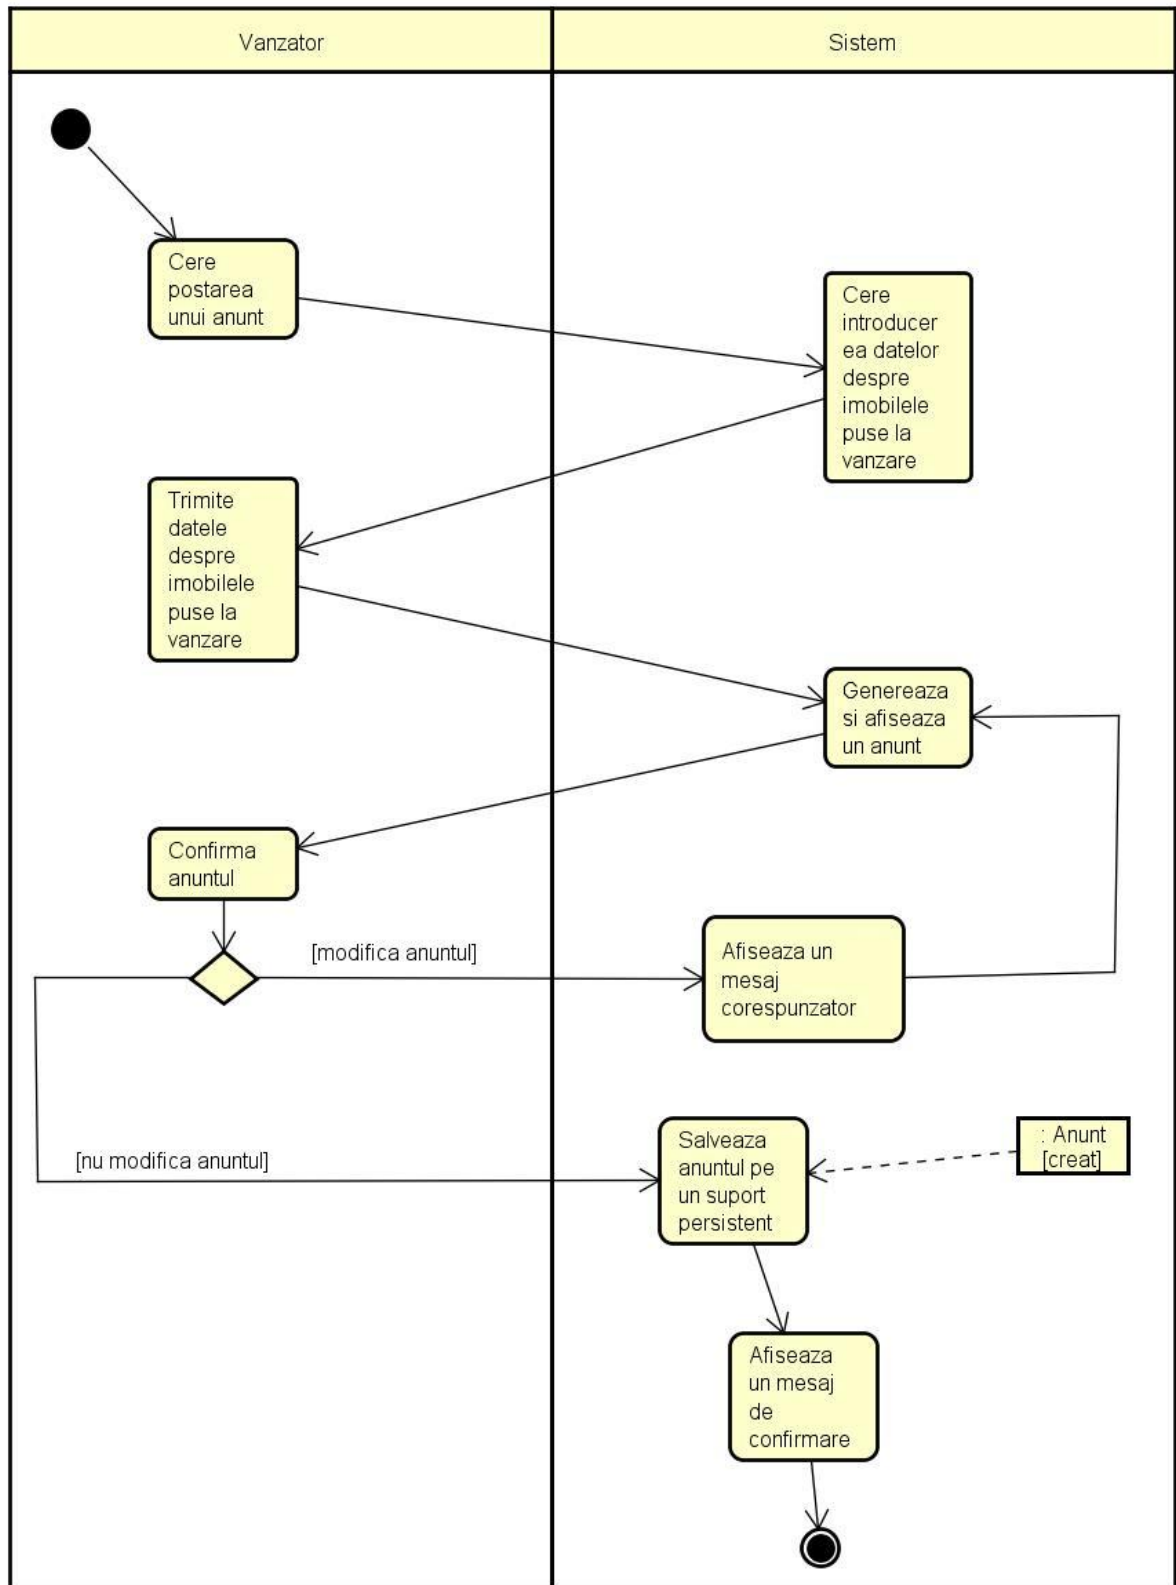 Vanzator
Sistem
Cere
postarea
unui anunt
Cere
introducer
ea datelor
despre
imobilele
puse la
vanzare
Trimite
datele
despre
imobilele
puse la
vanzare
Genereaza
si afiseaza
un anunt
Confirma
anuntul
[modifica anuntul]
Afiseaza un
mesaj
corespunzator
[nu modifica anuntul]
Salveaza
anuntul pe
un suport
persistent
: Anunt
[creat]
Afiseaza
un mesaj
de
confirmare